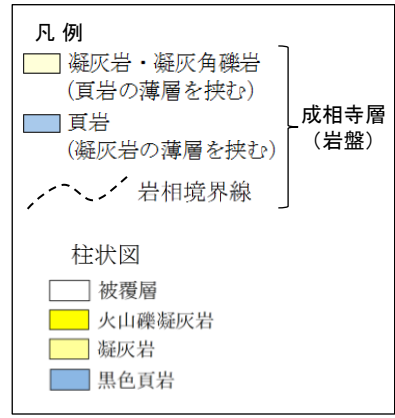 凡 例
凝灰岩・凝灰角礫岩
(頁岩の薄層を挟む)
頁岩
(凝灰岩の薄層を挟む)
成相寺層
(岩盤)
岩相境界線
柱状図
被覆層
火山礫凝灰岩
凝灰岩
黒色頁岩